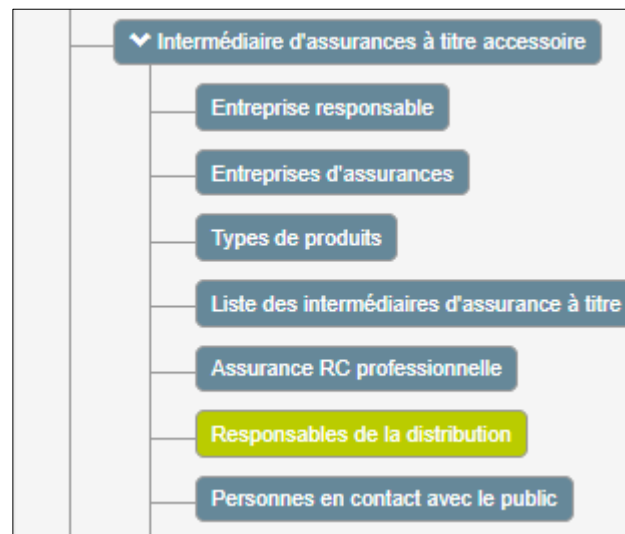 Intermédiaire d'assurances à titre accessoire
Entreprise responsable
Entreprises d'assurances
Types de produits
Liste des intermédiaires d'assurance à titre
Assurance RC professionnelle
Responsables de la distribution
Personnes en contact avec le public